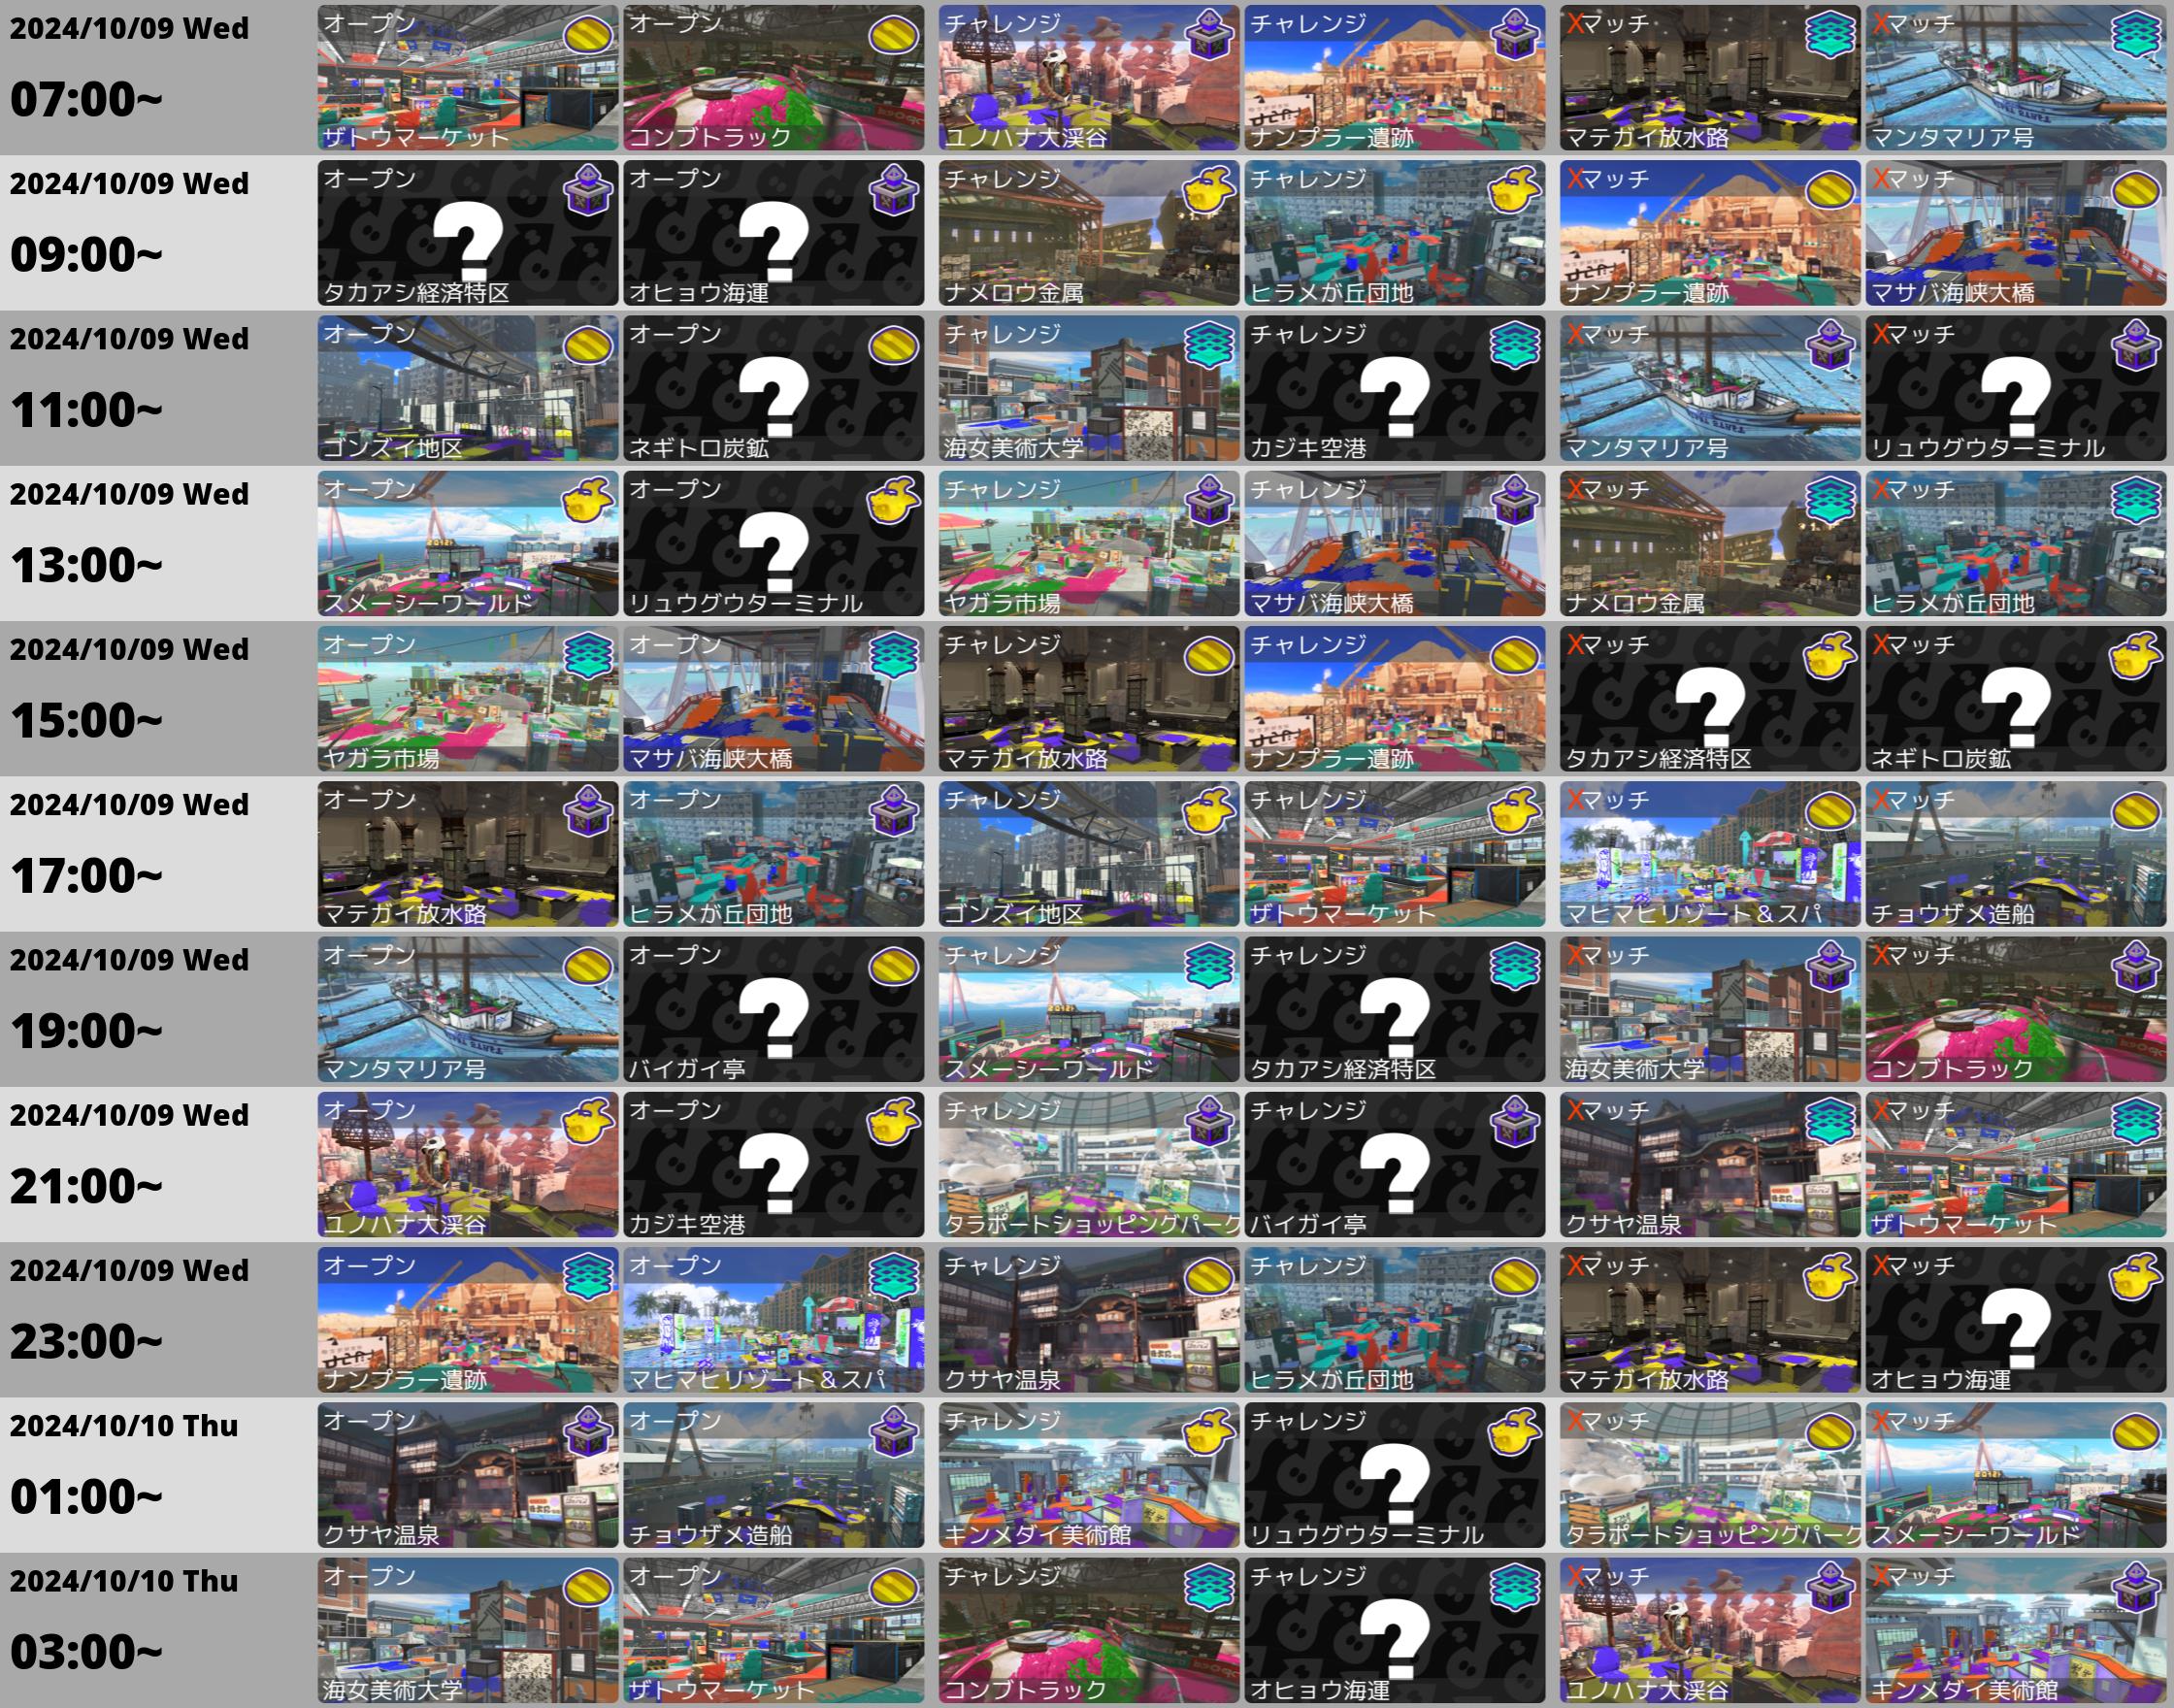 2024/10/09 Wed
07:00~
オープン
ザトウマーケット
オープン
コンブトラック
チャレンジ
ユノハナ大渓谷
チャレンジ
ナンプラー遺跡
Xマッチ
マテガイ放水路
Xマッチ
マンタマリア号
2024/10/09 Wed
09:00~
オープン
タカアシ経済特区
オープン
オヒョウ海運
チャレンジ
ナメロウ金属
チャレンジ
ヒラメが丘団地
Xマッチ
ナンプラー遺跡
Xマッチ
マサバ海峡大橋
2024/10/09 Wed
11:00~
オープン
ゴンズイ地区
オープン
ネギトロ炭鉱
チャレンジ
海女美術大学
チャレンジ
カジキ空港
Xマッチ
マンタマリア号
Xマッチ
リュウグウターミナル
2024/10/09 Wed
13:00~
オープン
スメーシーワールド
オープン
リュウグウターミナル
チャレンジ
ヤガラ市場
チャレンジ
マサバ海峡大橋
Xマッチ
ナメロウ金属
Xマッチ
ヒラメが丘団地
2024/10/09 Wed
15:00~
オープン
ヤガラ市場
オープン
マサバ海峡大橋
チャレンジ
マテガイ放水路
チャレンジ
ナンプラー遺跡
Xマッチ
タカアシ経済特区
Xマッチ
ネギトロ炭鉱
2024/10/09 Wed
17:00~
オープン
マテガイ放水路
オープン
ヒラメが丘団地
チャレンジ
ゴンズイ地区
チャレンジ
ザトウマーケット
Xマッチ
マヒマヒリゾート＆スパ
Xマッチ
チョウザメ造船
2024/10/09 Wed
19:00~
オープン
マンタマリア号
オープン
バイガイ亭
チャレンジ
スメーシーワールド
チャレンジ
タカアシ経済特区
Xマッチ
海女美術大学
Xマッチ
コンブトラック
2024/10/09 Wed
21:00~
オープン
ユノハナ大渓谷
オープン
カジキ空港
チャレンジ
タラポートショッピングパーク
チャレンジ
バイガイ亭
Xマッチ
クサヤ温泉
Xマッチ
ザトウマーケット
2024/10/09 Wed
23:00~
オープン
ナンプラー遺跡
オープン
マヒマヒリゾート＆スパ
チャレンジ
クサヤ温泉
チャレンジ
ヒラメが丘団地
Xマッチ
マテガイ放水路
Xマッチ
オヒョウ海運
2024/10/10 Thu
01:00~
オープン
クサヤ温泉
オープン
チョウザメ造船
チャレンジ
キンメダイ美術館
チャレンジ
リュウグウターミナル
Xマッチ
タラポートショッピングパーク
Xマッチ
スメーシーワールド
2024/10/10 Thu
03:00~
オープン
海女美術大学
オープン
ザトウマーケット
チャレンジ
コンブトラック
チャレンジ
オヒョウ海運
Xマッチ
ユノハナ大渓谷
Xマッチ
キンメダイ美術館